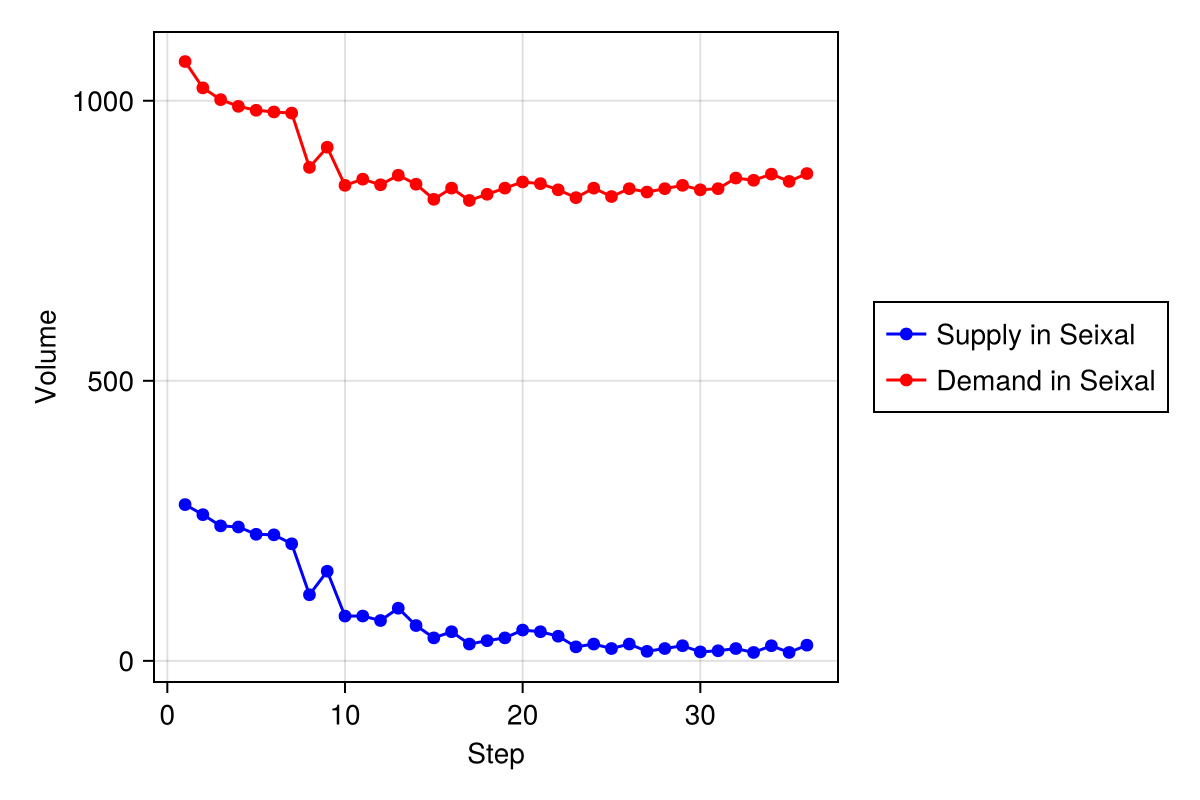 1000
500
0
Volume
0 10 20 30
Step
Supply in Seixal
Demand in Seixal